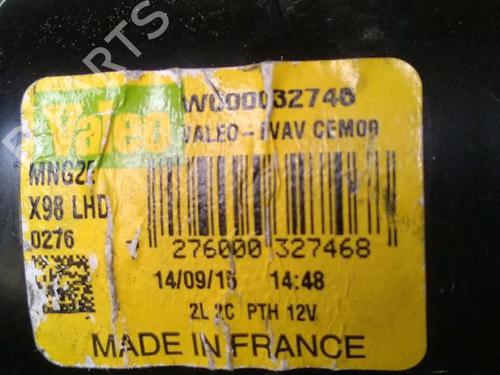 PARTS
Valeo
W000032746
VALEO-IVAV CEM00
X98 LHD
0276
276000 327468
14/09/15 14:48
2L 2C PTH 12V
MADE IN FRANCE